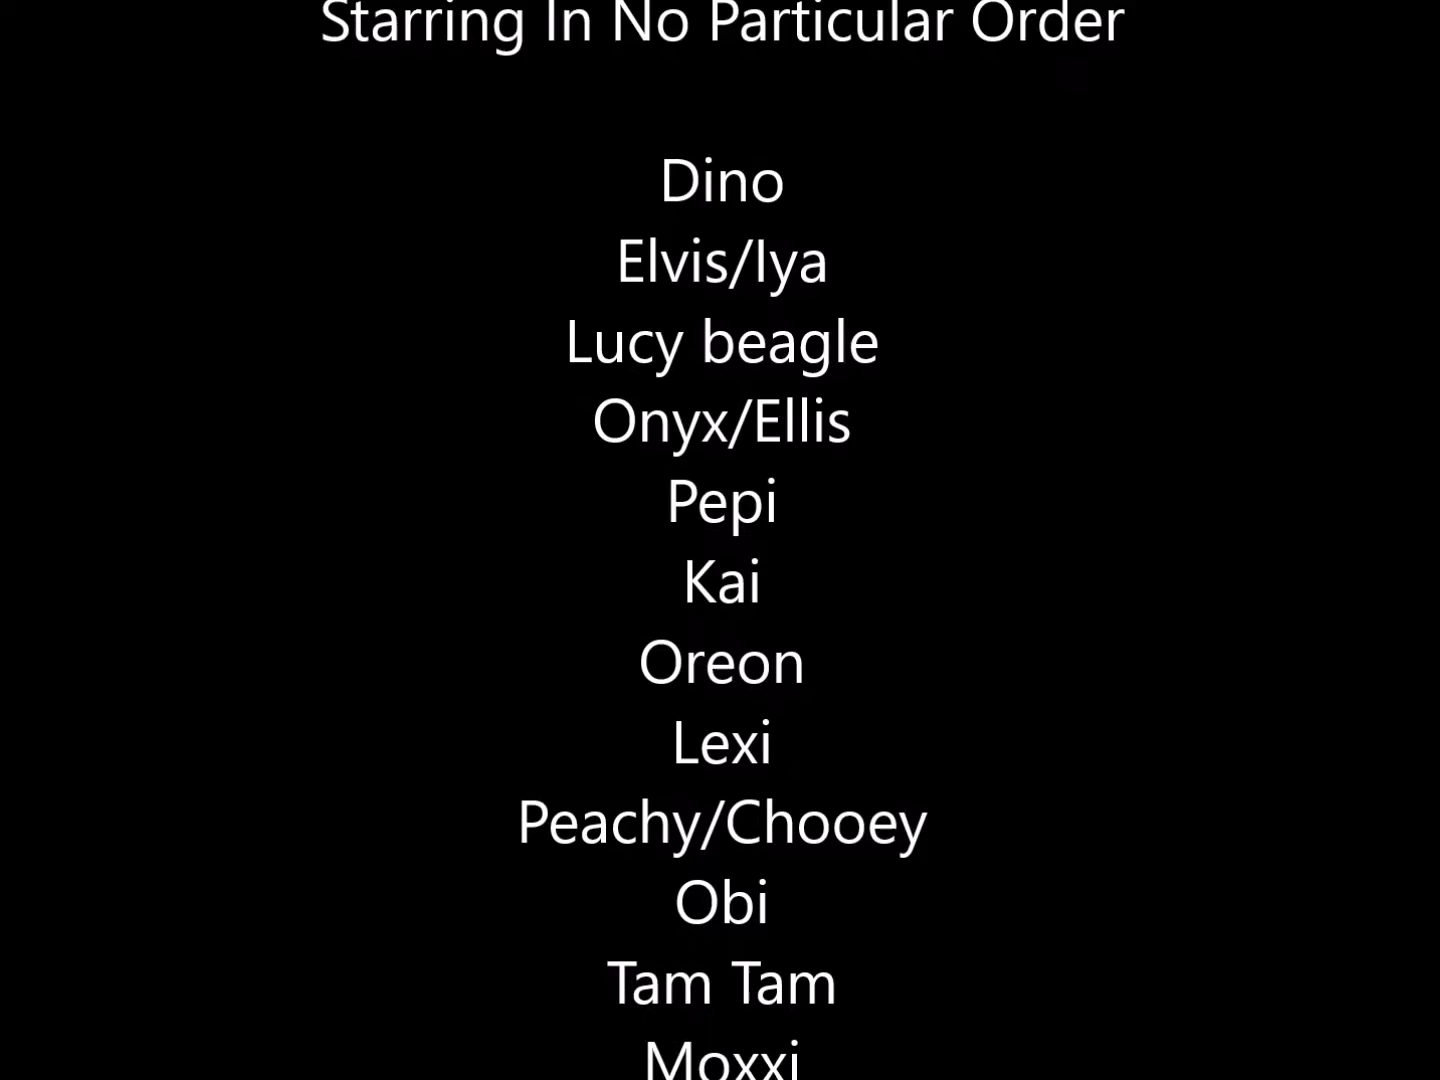 Starring In No Particular Order
Dino
Elvis/Iya
Lucy beagle
Onyx/Ellis
Pepi
Kai
Oreon
Lexi
Peachy/Chooey
Obi
Tam Tam
Moxxi